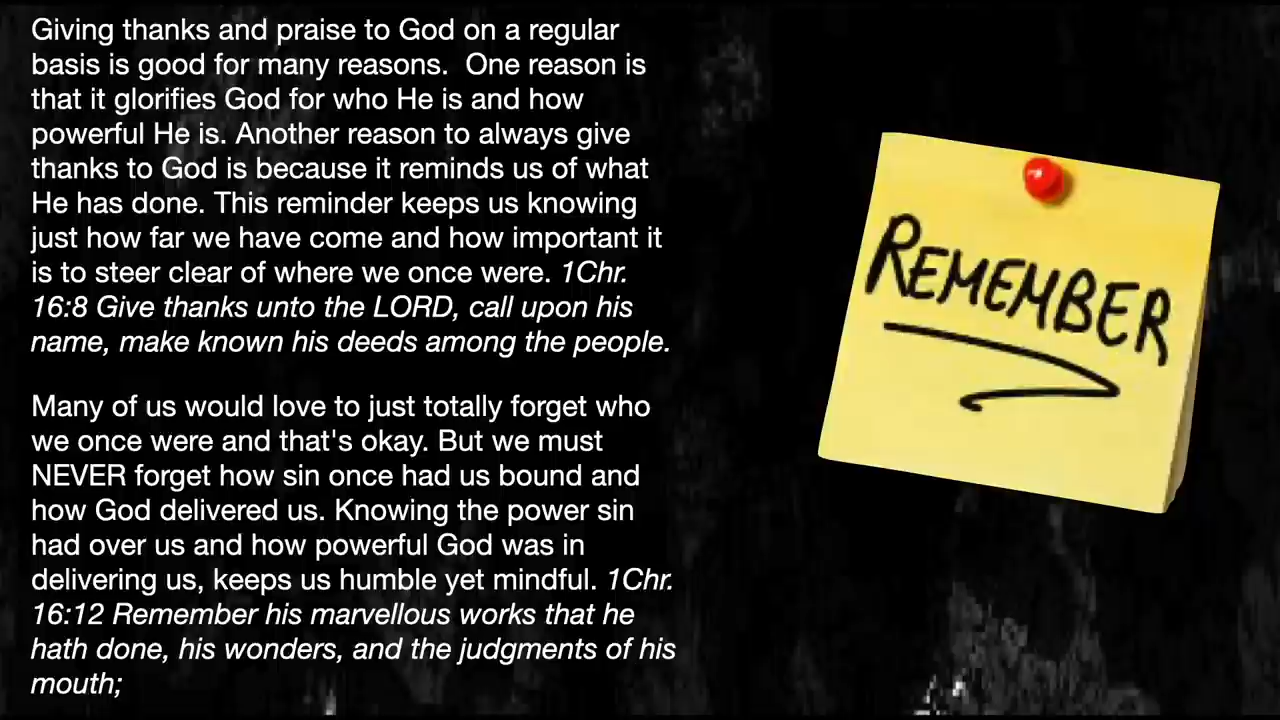 Giving thanks and praise to God on a regular
basis is good for many reasons.  One reason is
that it glorifies God for who He is and how
powerful He is. Another reason to always give
thanks to God is because it reminds us of what
He has done. This reminder keeps us knowing
just how far we have come and how important it
is to steer clear of where we once were. 1Chr.
16:8 Give thanks unto the LORD, call upon his
name, make known his deeds among the people.
Many of us would love to just totally forget who
we once were and that's okay. But we must
NEVER forget how sin once had us bound and
how God delivered us. Knowing the power sin
had over us and how powerful God was in
delivering us, keeps us humble yet mindful. 1Chr.
16:12 Remember his marvellous works that he
hath done, his wonders, and the judgments of his
mouth;
REMEMBER